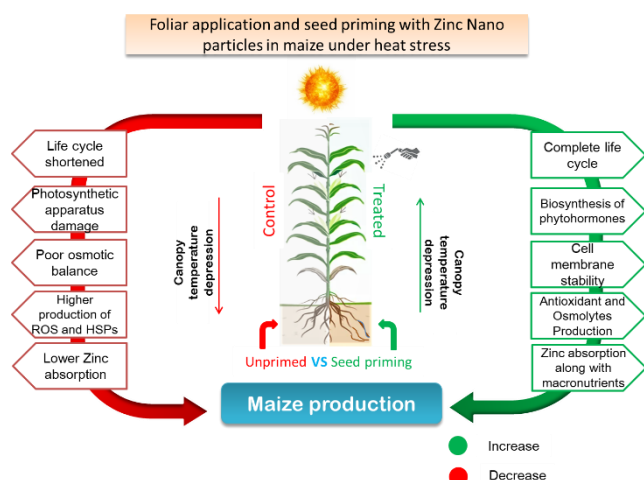 Foliar application and seed priming with Zinc Nano
particles in maize under heat stress
Life cycle
shortened
Photosynthetic
apparatus
damage
Poor osmotic
balance
Higher
production of
ROS and HSPs
Lower Zinc
absorption
Canopy
temperature
depression
Control
Treated
Canopy
temperature
depression
Complete life
cycle
Biosynthesis of
phytohormones
Cell
membrane
stability
Antioxidant and
Osmolytes
Production
Zinc absorption
along with
macronutrients
Unprimed VS Seed priming
Maize production
Increase
Decrease